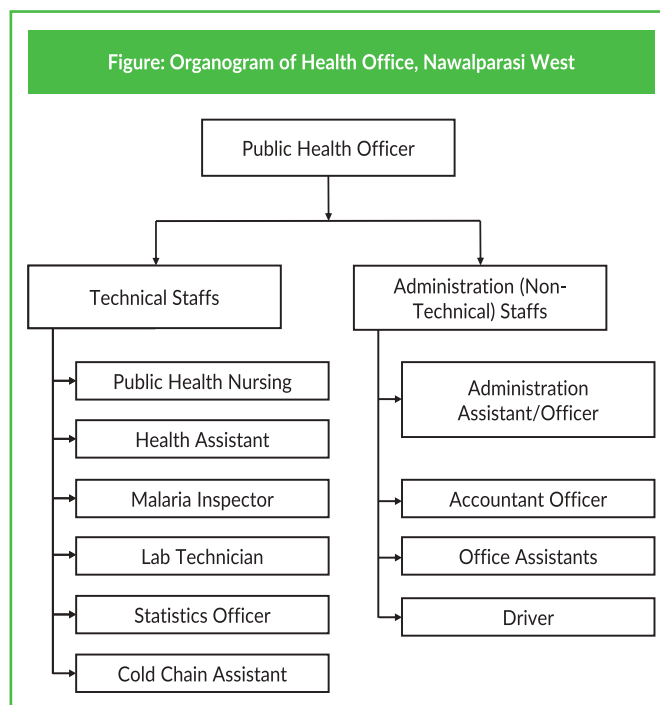 Figure: Organogram of Health Office, Nawalparasi West
Public Health Officer
Technical Staffs
Public Health Nursing
Health Assistant
Malaria Inspector
Lab Technician
Statistics Officer
Cold Chain Assistant
Administration (Non-
Technical) Staffs
Administration
Assistant/Officer
Accountant Officer
Office Assistants
Driver